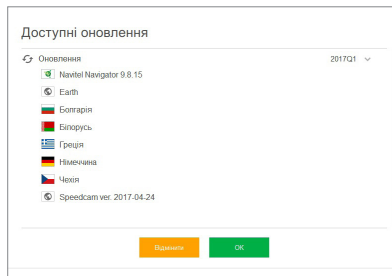 Доступні оновлення
Оновлення 2017Q1
Navitel Navigator 9.8.15
Earth
Болгарія
Білорусь
Греція
Німеччина
Чехія
Speedcam ver. 2017-04-24
Відмінити OK